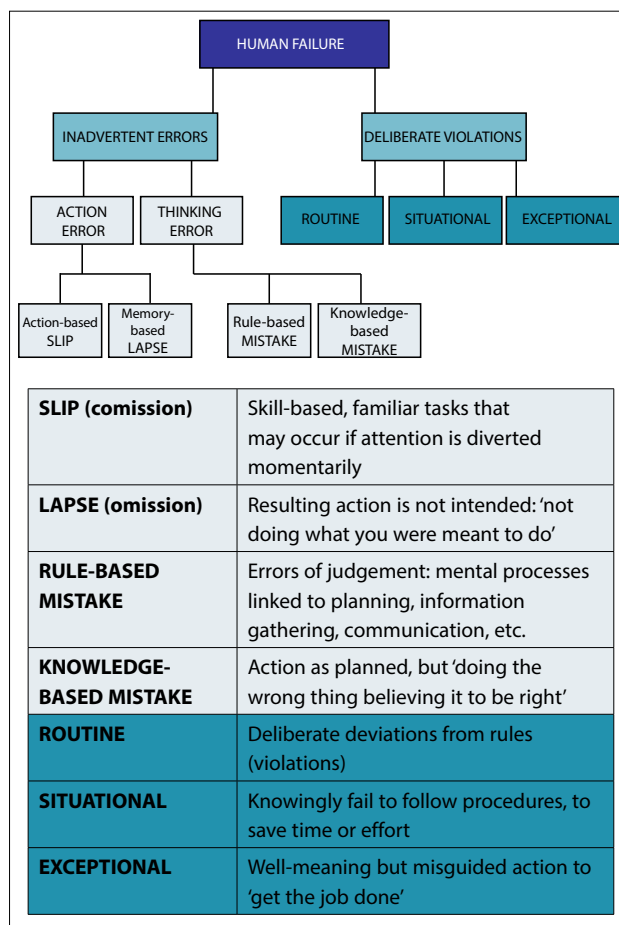 HUMAN FAILURE
INADVERTENT ERRORS
DELIBERATE VIOLATIONS
ACTION
ERROR
THINKING
ERROR
ROUTINE
SITUATIONAL
EXCEPTIONAL
Action-based
SLIP
Memory-
based
LAPSE
Rule-based
MISTAKE
Knowledge-
based
MISTAKE
SLIP (comission)
Skill-based, familiar tasks that
may occur if attention is diverted
momentarily
LAPSE (omission)
Resulting action is not intended: ‘not
doing what you were meant to do’
RULE-BASED
MISTAKE
Errors of judgement: mental processes
linked to planning, information
gathering, communication, etc.
KNOWLEDGE-
BASED MISTAKE
Action as planned, but ‘doing the
wrong thing believing it to be right’
ROUTINE
Deliberate deviations from rules
(violations)
SITUATIONAL
Knowingly fail to follow procedures, to
save time or effort
EXCEPTIONAL
Well-meaning but misguided action to
‘get the job done’